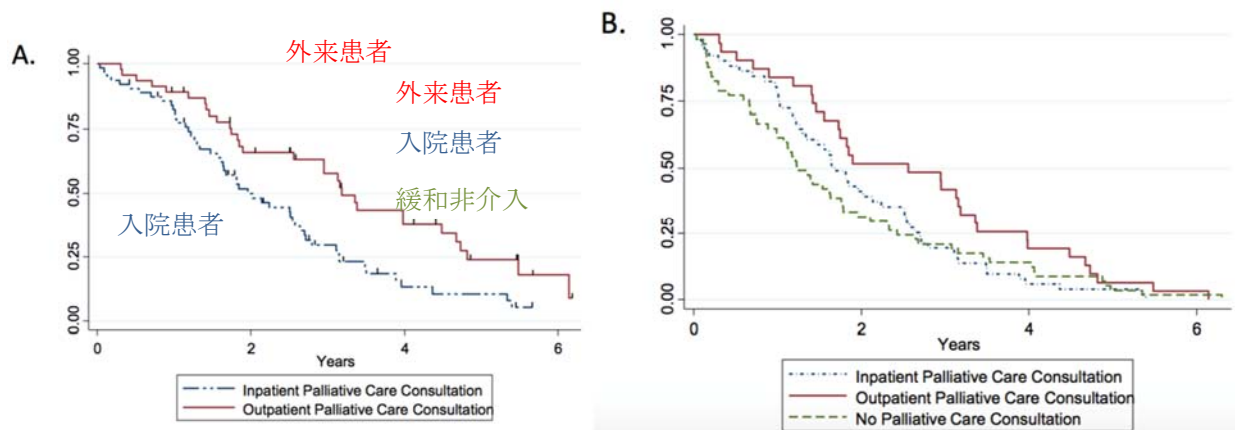 A.
外来患者
外来患者
入院患者
緩和非介入
入院患者
1.00
0.75
0.50
0.25
0.00
0
2
4
6
Years
Inpatient Palliative Care Consultation
Outpatient Palliative Care Consultation
B.
1.00
0.75
0.50
0.25
0.00
0
2
4
6
Years
Inpatient Palliative Care Consultation
Outpatient Palliative Care Consultation
No Palliative Care Consultation